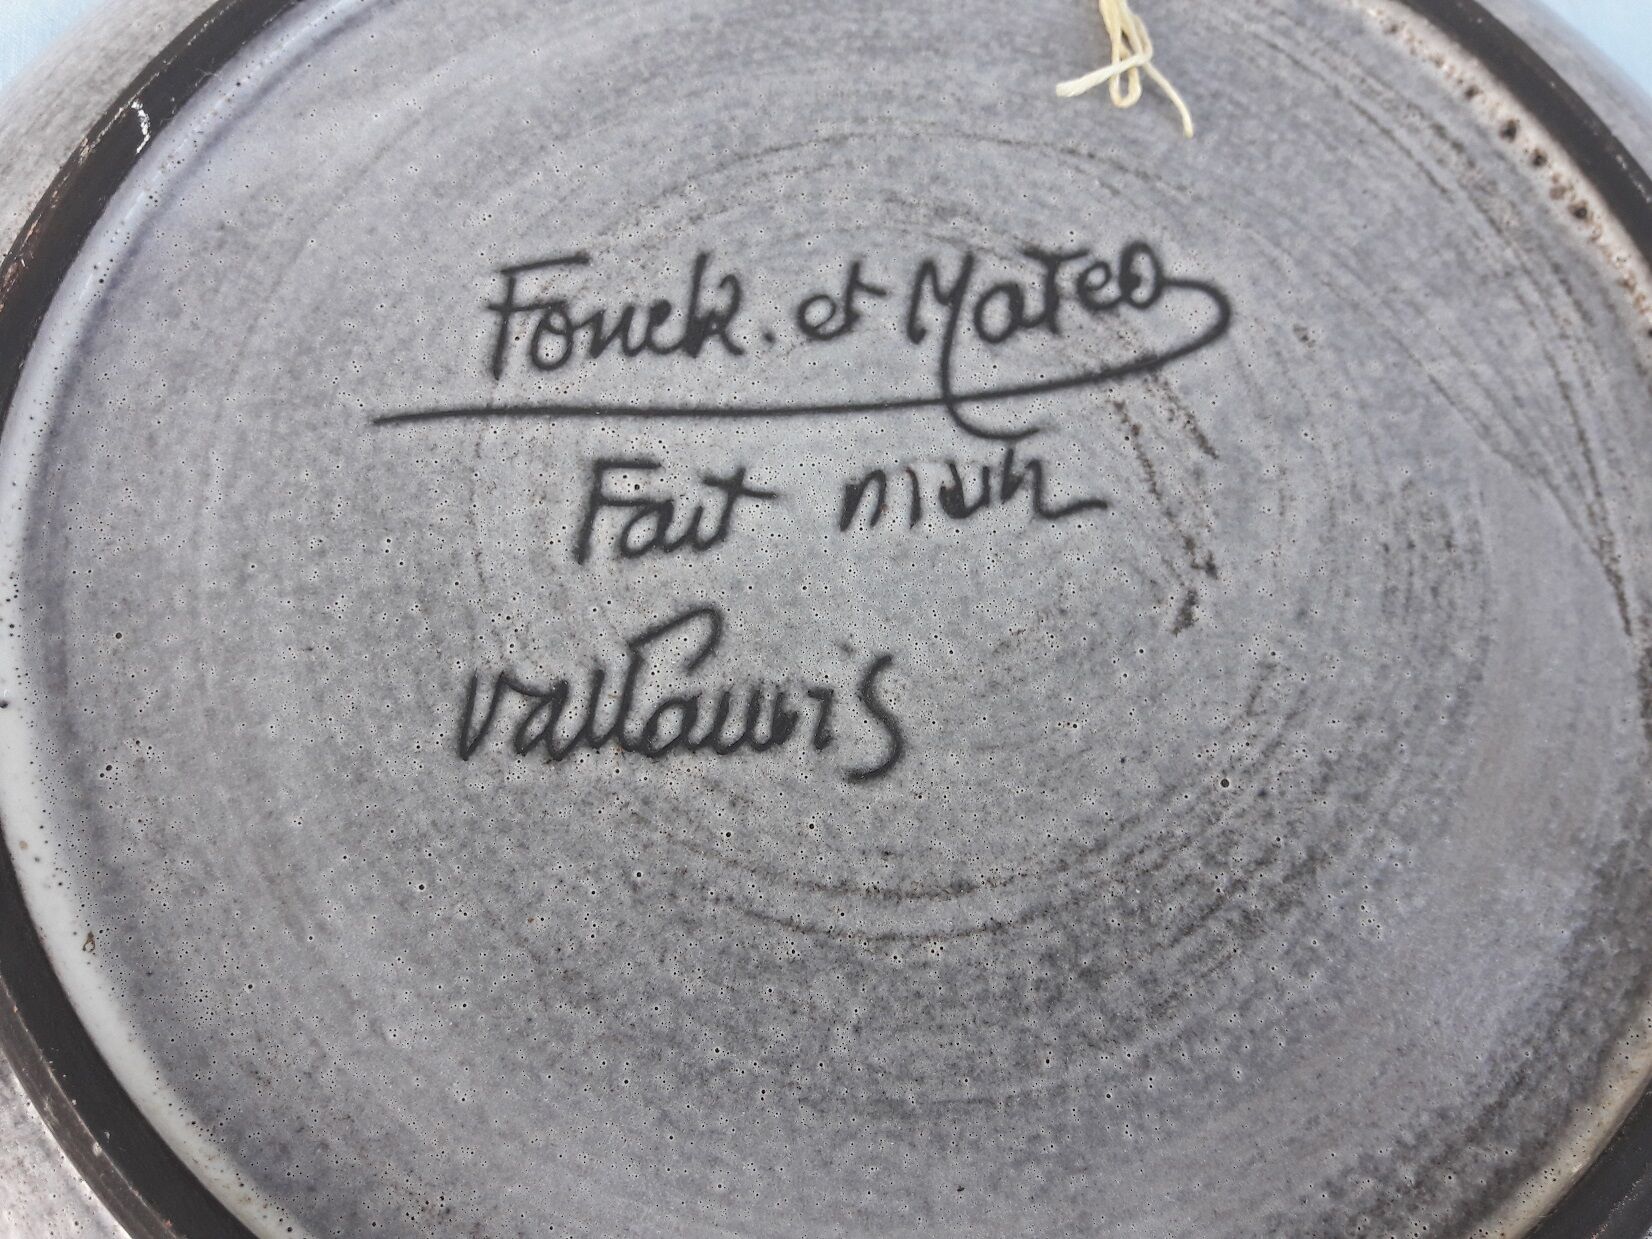 Fonck. et Mateo
Fait main
Vallauris